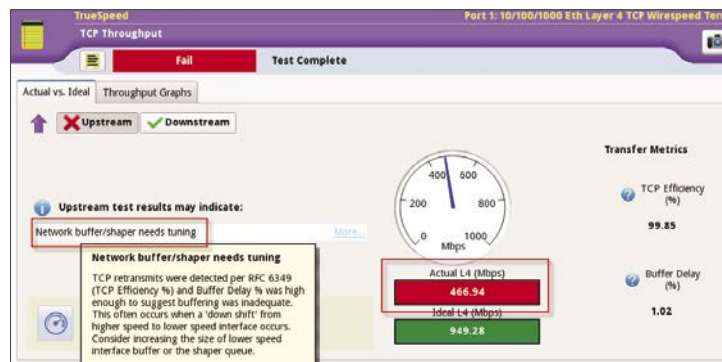 TrueSpeed
Port 1: 10/100/1000 Eth Layer 4 TCP Wirespeed
TCP Throughput
Fail
Test Complete
Actual vs. Ideal
Throughput Graphs
Upstream
Downstream
Transfer Metrics
400
600
200
800
0
1000
Mbps
TCP Efficiency
(%)
99.85
Upstream test results may indicate:
Network buffer/shaper needs tuning
More...
Network buffer/shaper needs tuning
TCP retransmits were detected per RFC 6349
(TCP Efficiency %) and Buffer Delay % was high
enough to suggest buffering was inadequate.
This often occurs when a 'down shift' from
higher speed to lower speed interface occurs.
Consider increasing the size of lower speed
interface buffer or the shaper queue.
Actual L4 (Mbps)
466.94
Ideal L4 (Mbps)
949.28
Buffer Delay
(%)
1.02